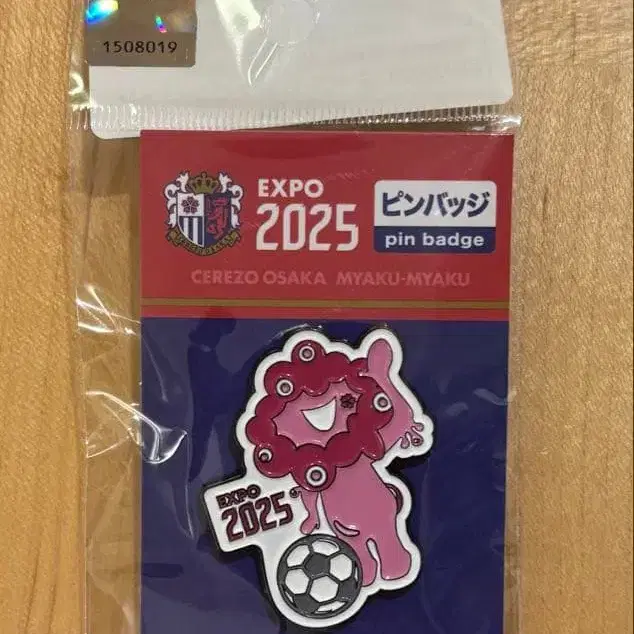 1508019
EXPO
2025
ピンバッジ
pin badge
CEREZO OSAKA MYAKU-MYAKU
EXPO
2025